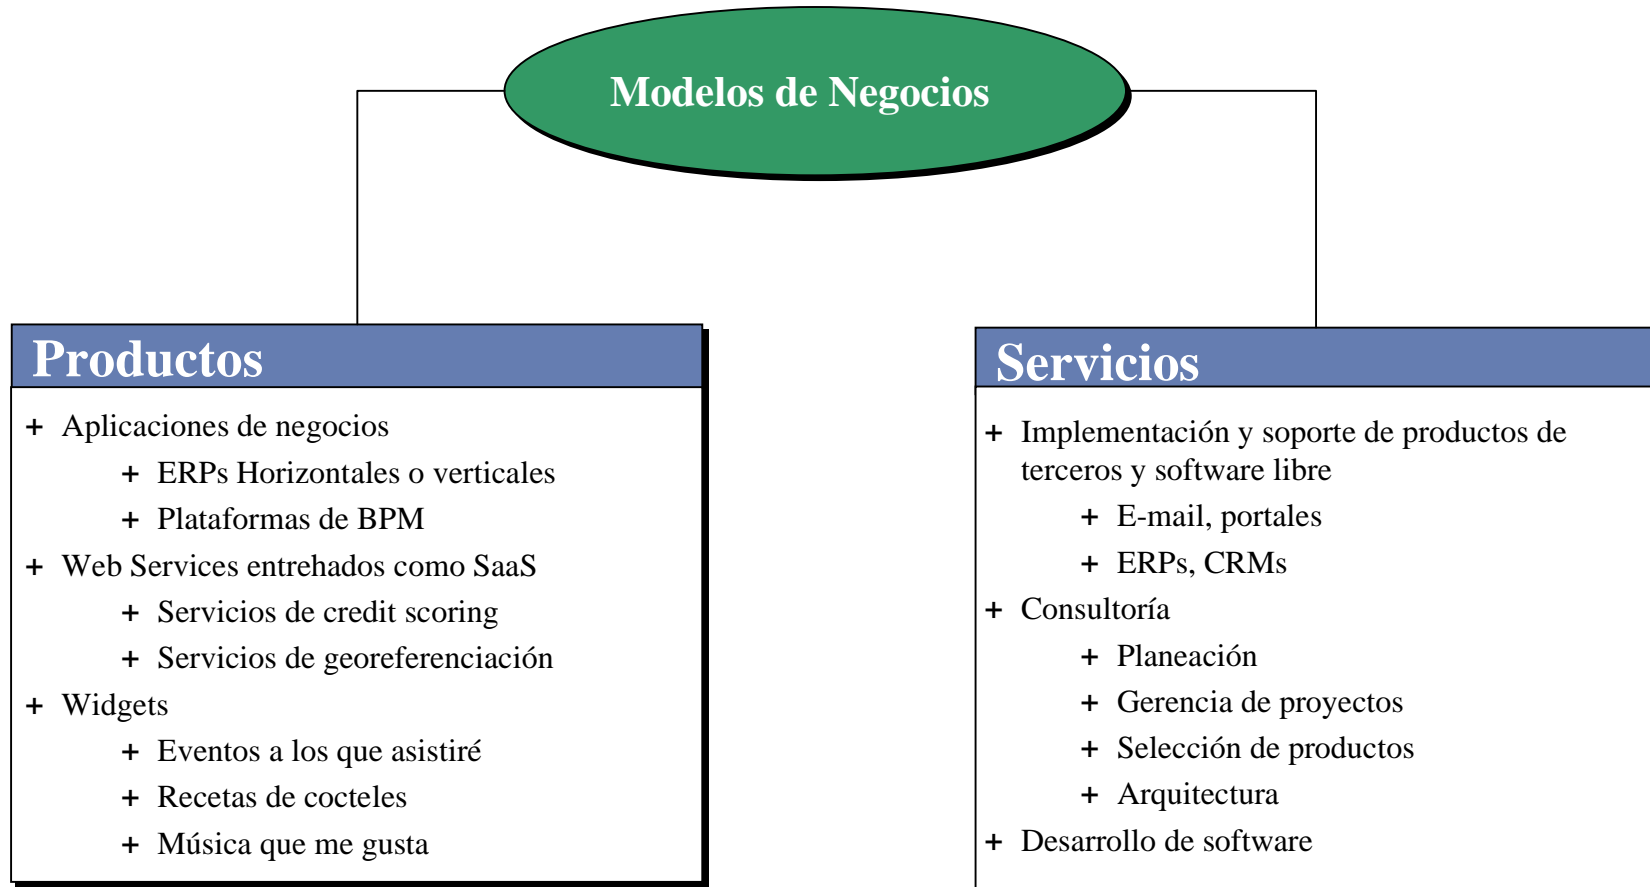 Modelos de Negocios
Productos
+ Aplicaciones de negocios
+ ERPs Horizontales o verticales
+ Plataformas de BPM
+ Web Services entrehados como SaaS
+ Servicios de credit scoring
+ Servicios de georeferenciación
+ Widgets
+ Eventos a los que asistiré
+ Recetas de cocteles
+ Música que me gusta
Servicios
+ Implementación y soporte de productos de
terceros y software libre
+ E-mail, portales
+ ERPs, CRMs
+ Consultoría
+ Planeación
+ Gerencia de proyectos
+ Selección de productos
+ Arquitectura
+ Desarrollo de software